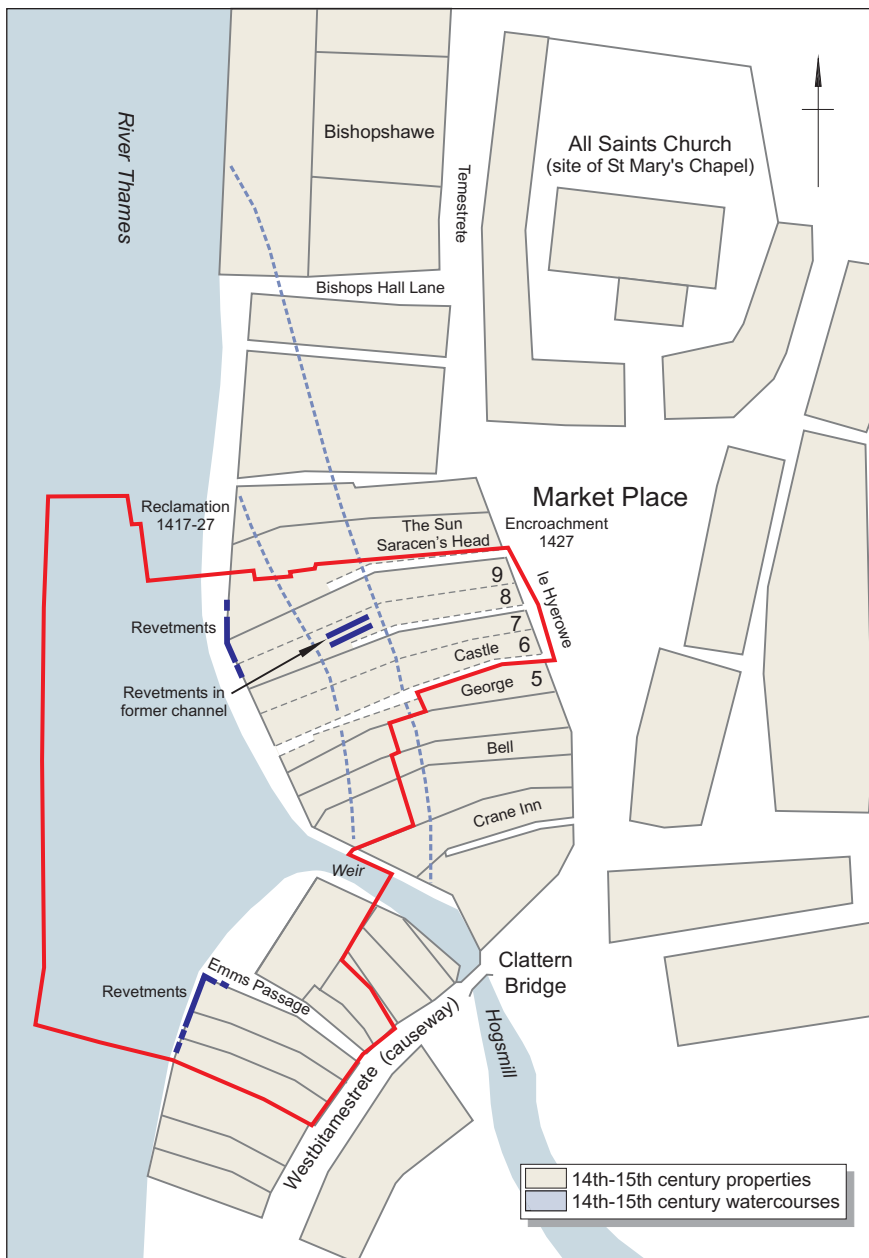 River Thames
Bishopshawe
Temestrete
All Saints Church
(site of St Mary's Chapel)
Bishops Hall Lane
Market Place
Reclamation
1417-27
The Sun
Saracen's Head
Encroachment
1427
le Hyerowe
9
8
7
6
5
Revetments
Revetments in
former channel
Castle
George
Bell
Crane Inn
Weir
Clattern
Bridge
Emms Passage
Revetments
Hogsmill
Westbitamestrete (causeway)
14th-15th century properties
14th-15th century watercourses